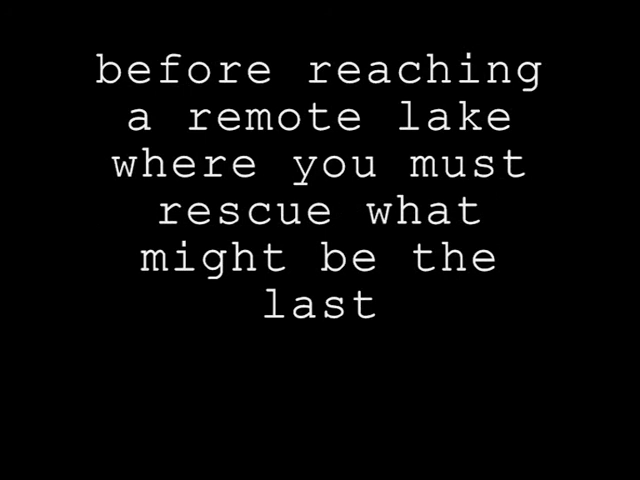 before reaching
a remote lake
where you must
rescue what
might be the
last